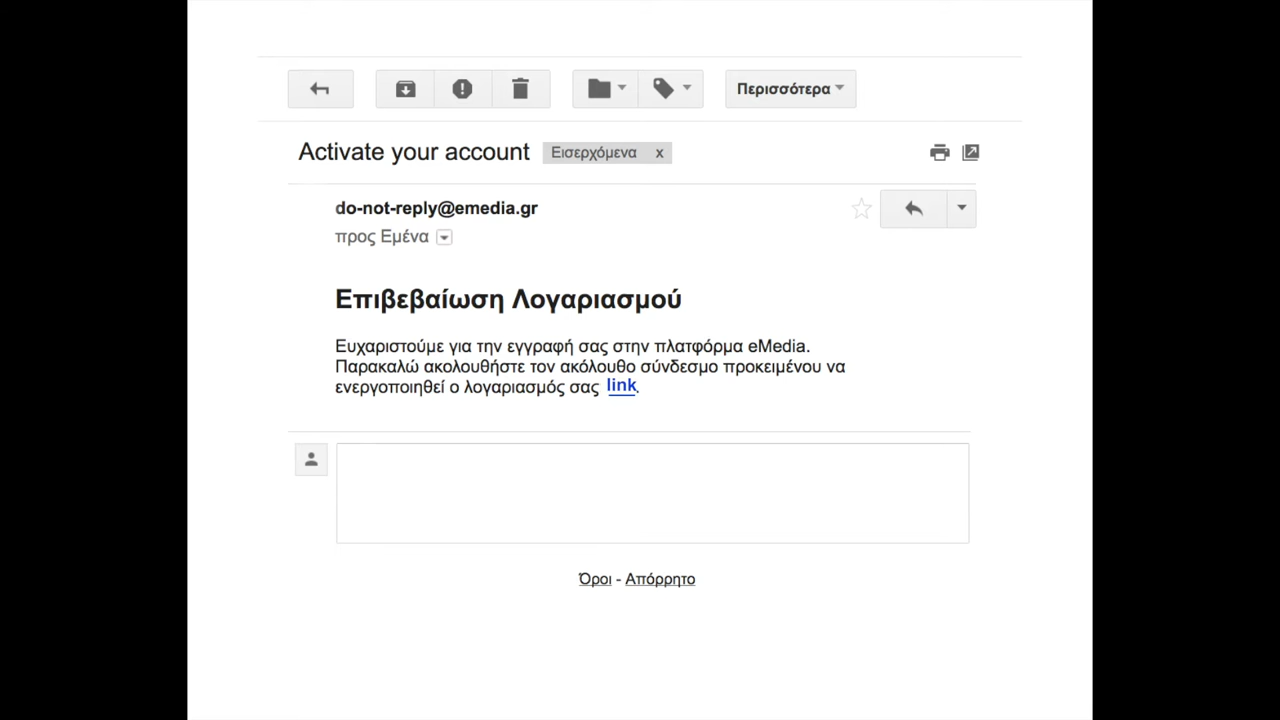 Περισσότερα
Activate your account Εισερχόμενα x
do-not-reply@emedia.gr
προς Εμένα
Επιβεβαίωση Λογαριασμού
Ευχαριστούμε για την εγγραφή σας στην πλατφόρμα eMedia.
Παρακαλώ ακολουθήστε τον ακόλουθο σύνδεσμο προκειμένου να
ενεργοποιηθεί ο λογαριασμός σας link.
Όροι - Απόρρητο